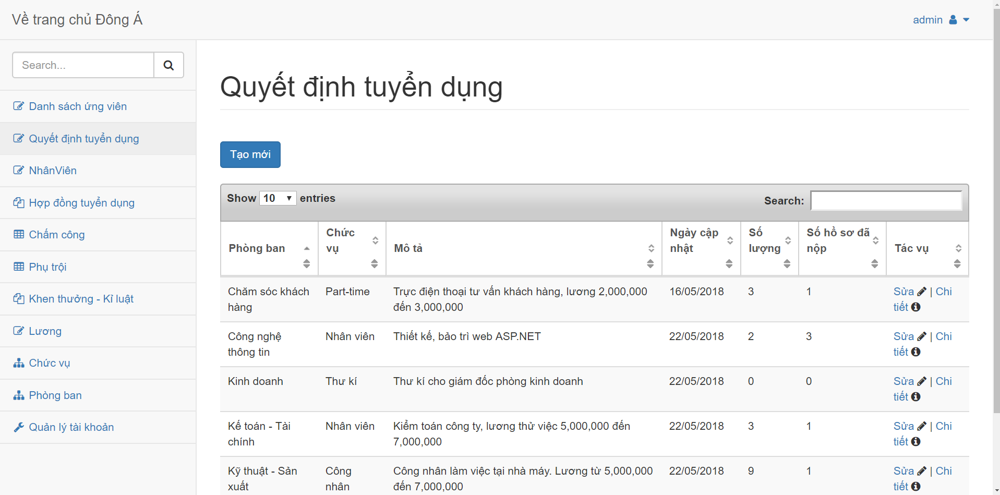 Về trang chủ Đông Á
admin
Search...
Danh sách ứng viên
Quyết định tuyển dụng
NhânViên
Hợp đồng tuyển dụng
Chấm công
Phụ trội
Khen thưởng - Kỉ luật
Lương
Chức vụ
Phòng ban
Quản lý tài khoản
Quyết định tuyển dụng
Tạo mới
Show 10 entries
Search:
Phòng ban
Chức
vụ
Mô tả
Ngày cập
nhật
Số
lượng
Số hồ sơ đã
nộp
Tác vụ
Chăm sóc khách
hàng
Part-time
Trực điện thoại tư vấn khách hàng, lương 2,000,000
đến 3,000,000
16/05/2018
3
1
Sửa | Chi
tiết
Công nghệ
thông tin
Nhân viên
Thiết kế, bảo trì web ASP.NET
22/05/2018
2
3
Sửa | Chi
tiết
Kinh doanh
Thư kí
Thư kí cho giám đốc phòng kinh doanh
22/05/2018
0
0
Sửa | Chi
tiết
Kế toán - Tài
chính
Nhân viên
Kiểm toán công ty, lương thử việc 5,000,000 đến
7,000,000
22/05/2018
3
1
Sửa | Chi
tiết
Kỹ thuật - Sản
xuất
Công
nhân
Công nhân làm việc tại nhà máy. Lương từ 5,000,000
đến 7,000,000
22/05/2018
9
1
Sửa | Chi
tiết